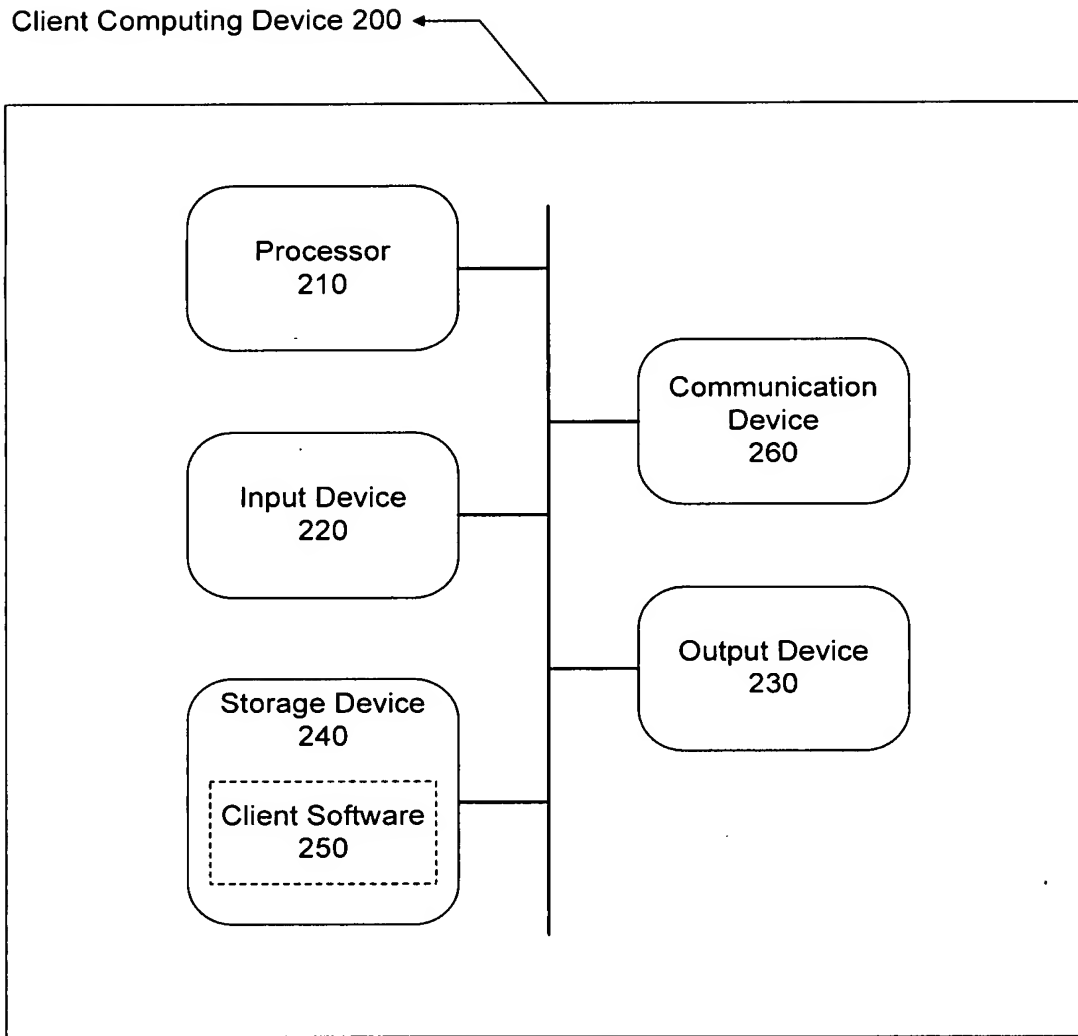 Client Computing Device 200
Processor
210
Communication
Device
260
Input Device
220
Output Device
230
Storage Device
240
Client Software
250